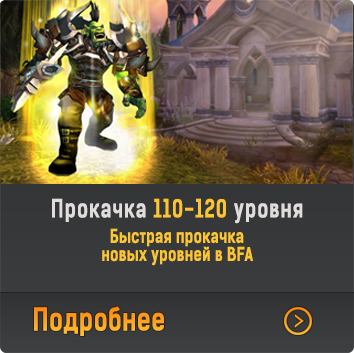 Прокачка 110-120 уровня
Быстрая прокачка
новых уровней в BFA
Подробнее